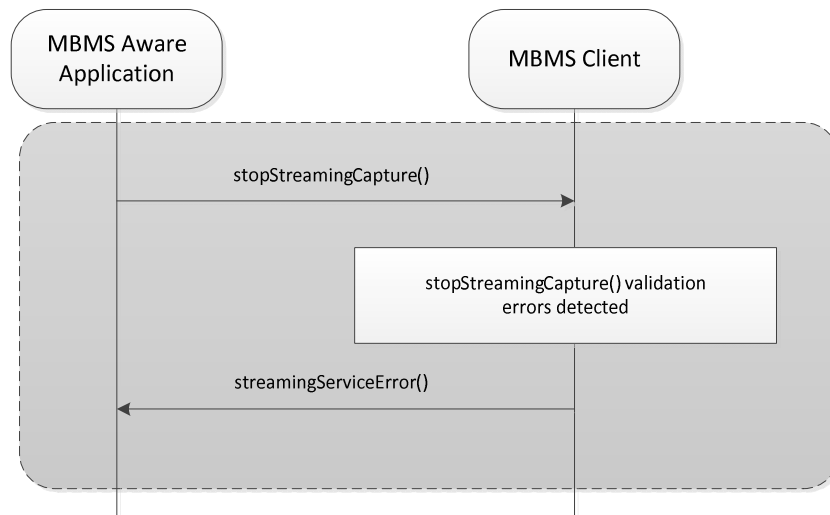 MBMS Aware
Application
MBMS Client
stopStreamingCapture()
stopStreamingCapture() validation
errors detected
streamingServiceError()